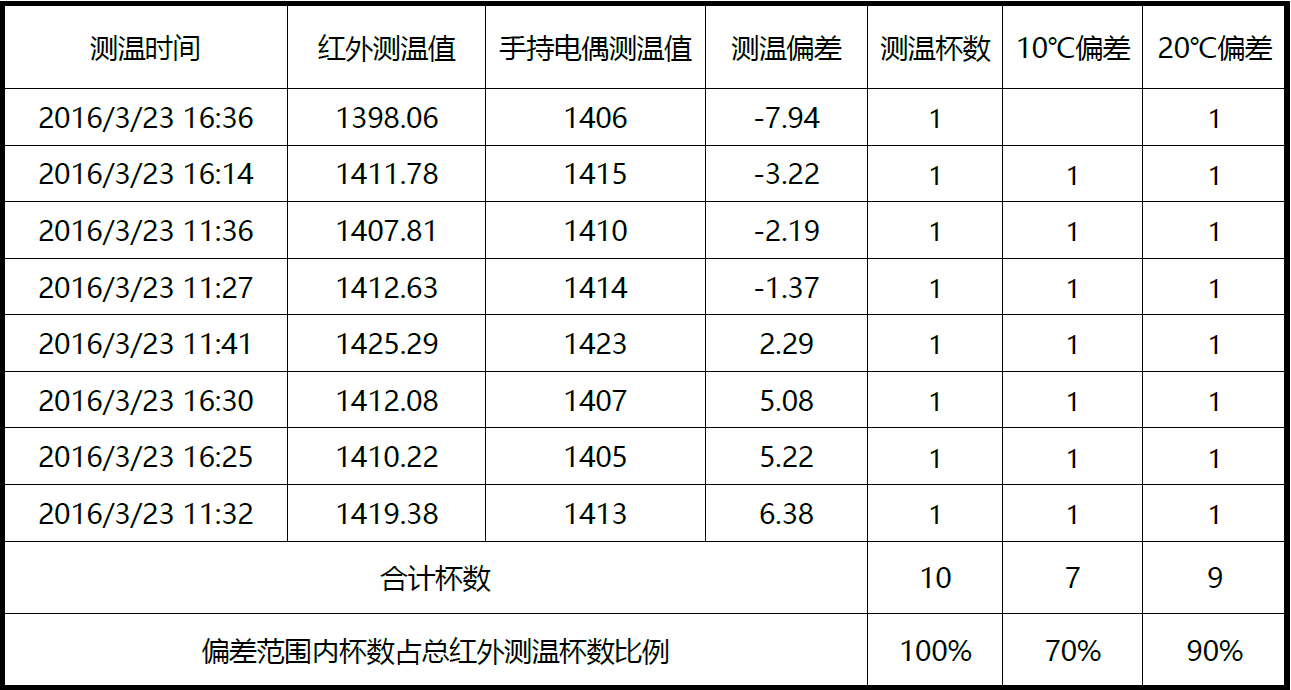 测温时间 红外测温值 手持电偶测温值 测温偏差 测温杯数 10℃偏差 20℃偏差
2016/3/23 16:36 1398.06 1406 -7.94 1 1
2016/3/23 16:14 1411.78 1415 -3.22 1 1 1
2016/3/23 11:36 1407.81 1410 -2.19 1 1 1
2016/3/23 11:27 1412.63 1414 -1.37 1 1 1
2016/3/23 11:41 1425.29 1423 2.29 1 1 1
2016/3/23 16:30 1412.08 1407 5.08 1 1 1
2016/3/23 16:25 1410.22 1405 5.22 1 1 1
2016/3/23 11:32 1419.38 1413 6.38 1 1 1
合计杯数 10 7 9
偏差范围内杯数占总红外测温杯数比例 100% 70% 90%